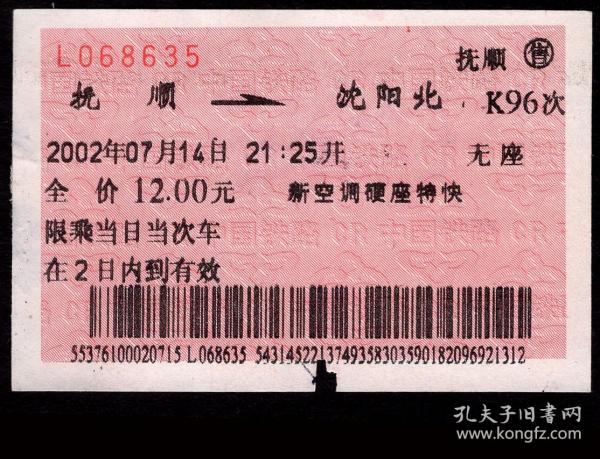 L068635
抚顺 售
抚 顺 → 沈阳北 K96次
2002年07月14日 21:25开 无座
全 价 12.00元 新空调硬座特快
限乘当日当次车
在2日内到有效
55376100020715 L068635 543145221374935830359018209692131​2
孔夫子旧书网
www.kongfz.com